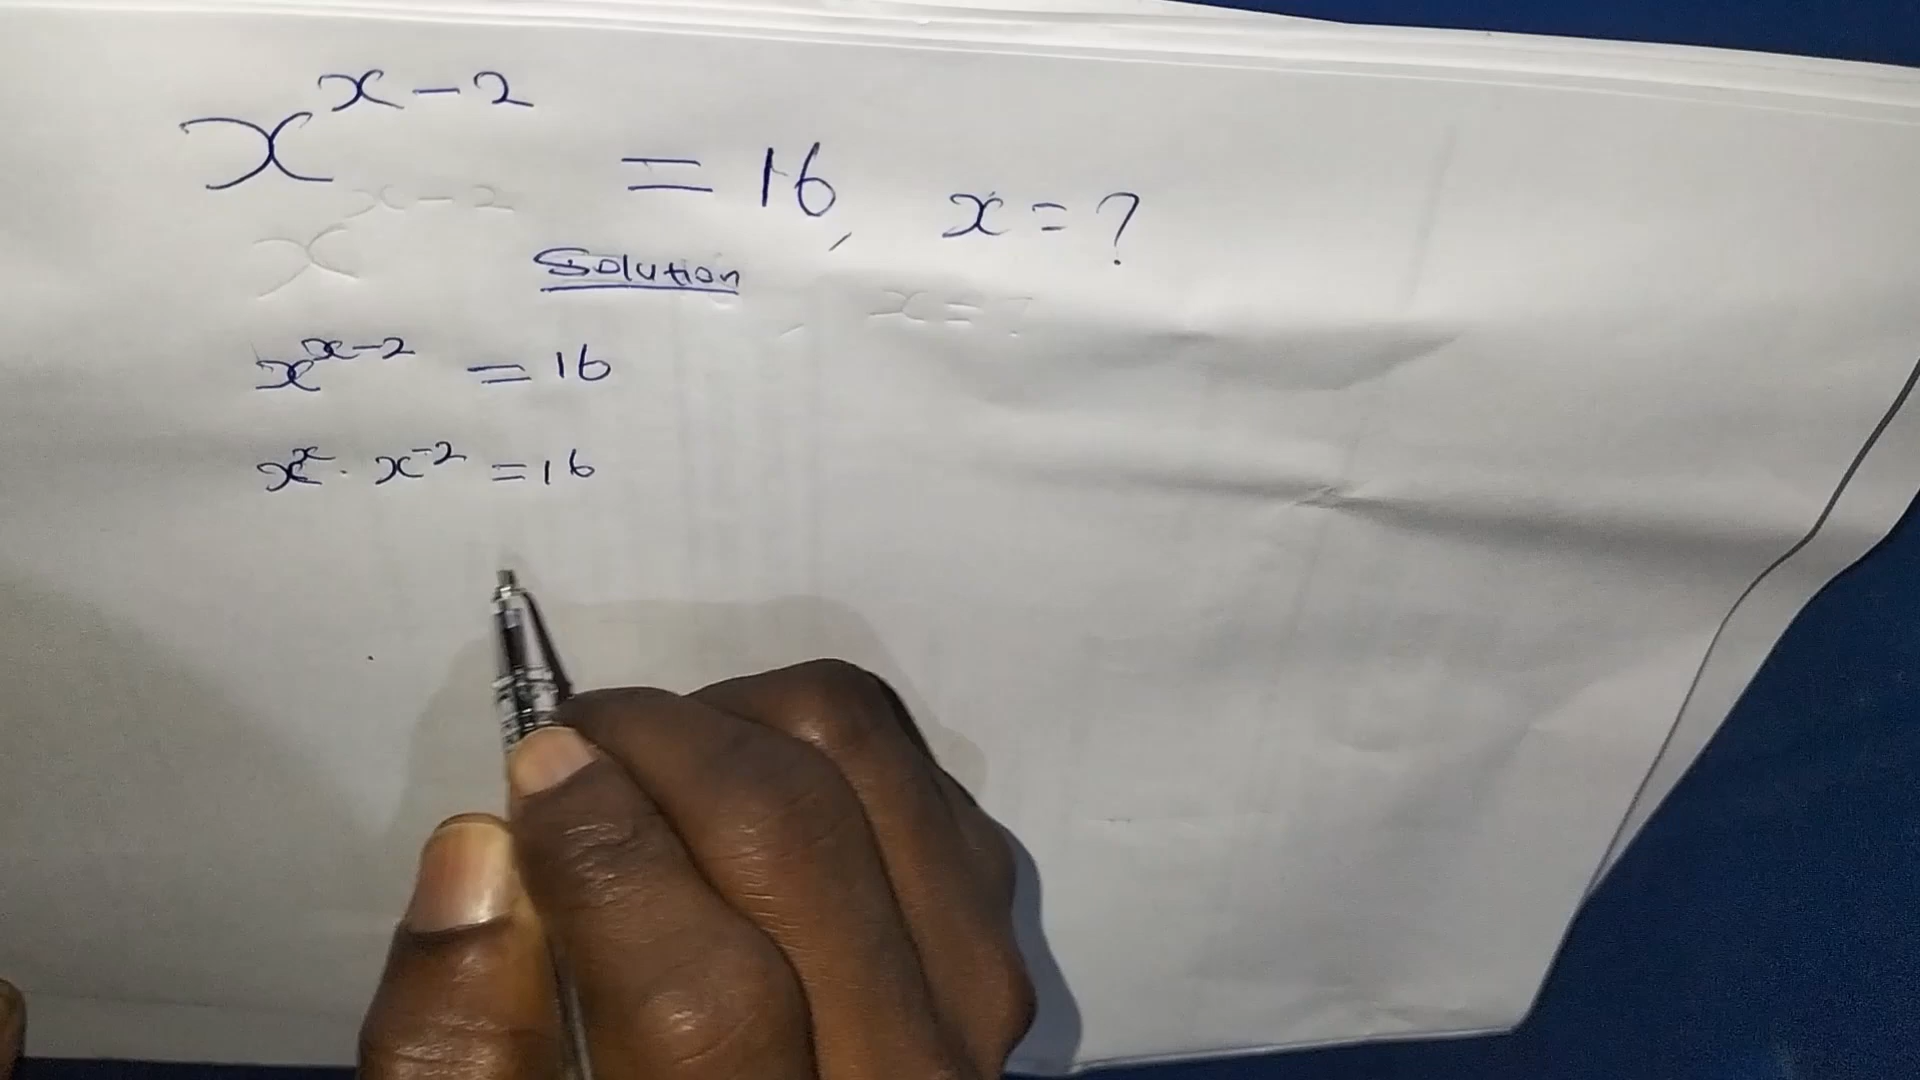 x^{x-2} = 16, x = ?
Solution
x^{x-2} = 16
x^x · x^{-2} = 16